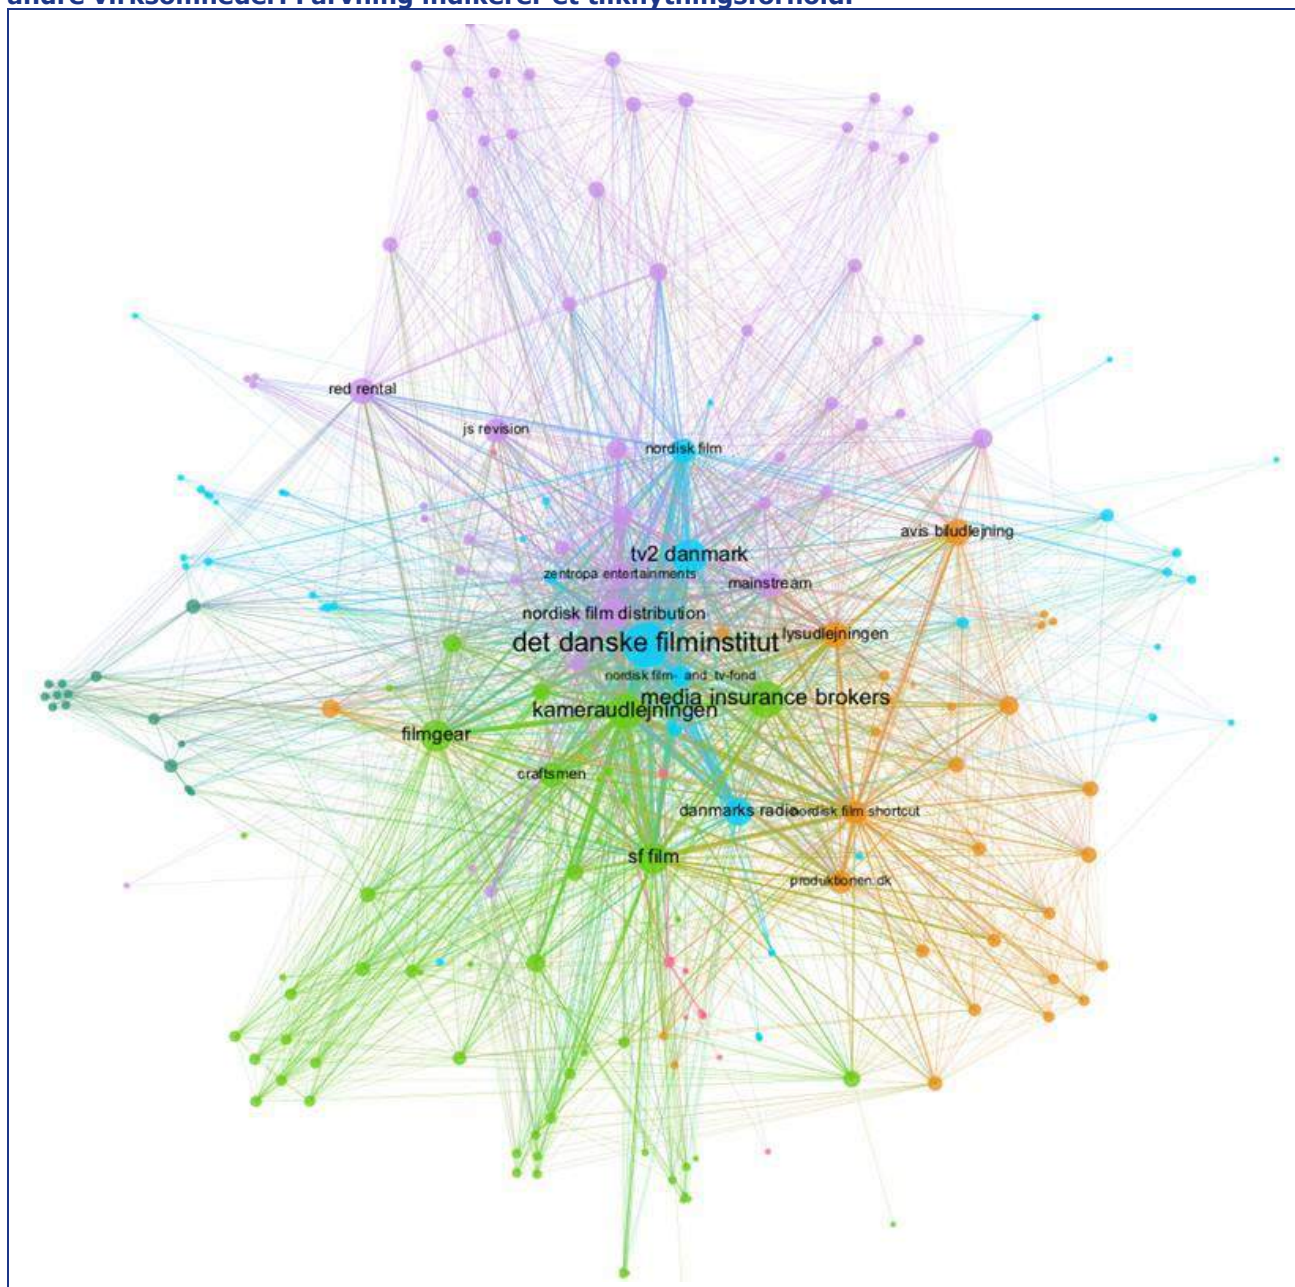 andre virksomheder. Farvning indikerer et tilknytningsforhold.
red rental
js revision
nordisk film
avis biludlejning
tv2 danmark
zentropa entertainments
mainstream
nordisk film distribution
lysudlejningen
det danske filminstitut
nordisk film- and tv-fond
media insurance brokers
kameraudlejningen
filmgear
craftsmen
danmarks radio
nordisk film shortcut
sf film
produktionen.dk